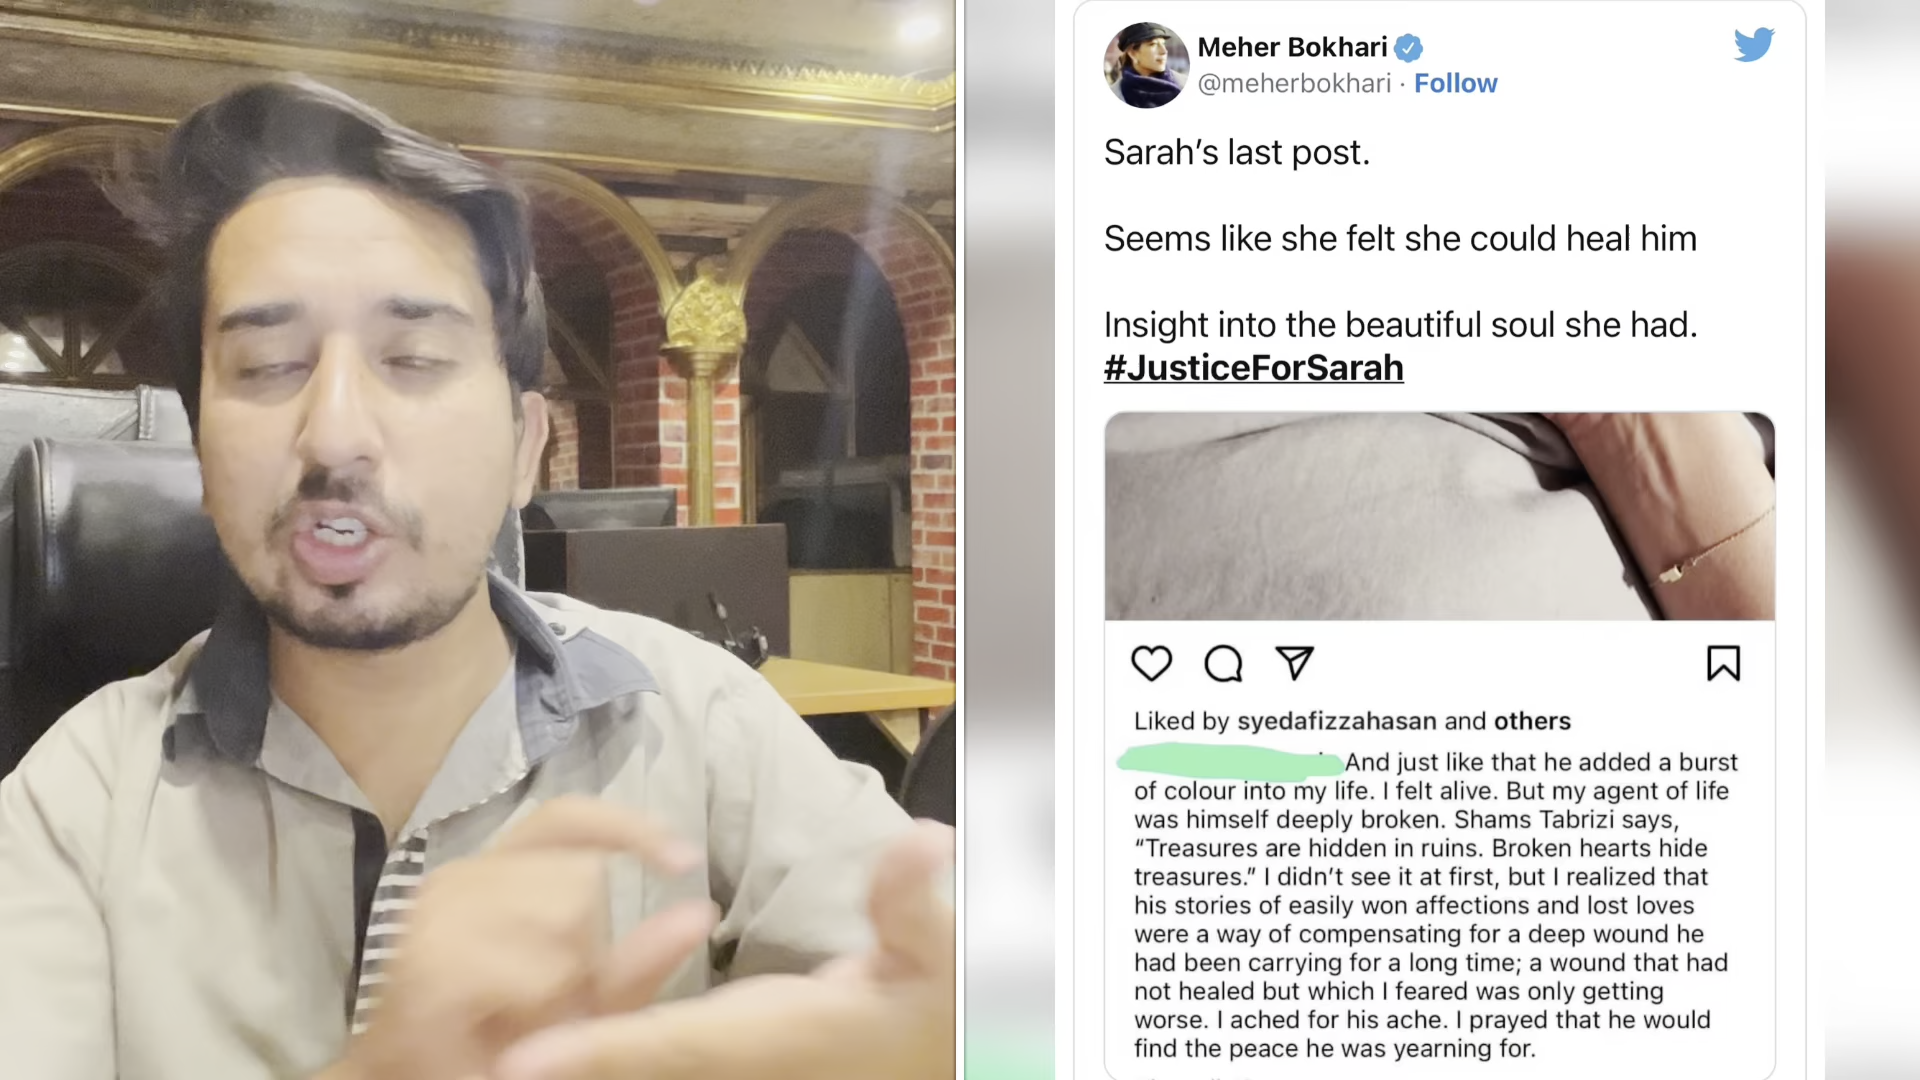 Meher Bokhari
@meherbokhari · Follow
Sarah’s last post.
Seems like she felt she could heal him
Insight into the beautiful soul she had.
#JusticeForSarah
Liked by syedafizzahasan and others
And just like that he added a burst
of colour into my life. I felt alive. But my agent of life
was himself deeply broken. Shams Tabrizi says,
“Treasures are hidden in ruins. Broken hearts hide
treasures.” I didn’t see it at first, but I realized that
his stories of easily won affections and lost loves
were a way of compensating for a deep wound he
had been carrying for a long time; a wound that had
not healed but which I feared was only getting
worse. I ached for his ache. I prayed that he would
find the peace he was yearning for.